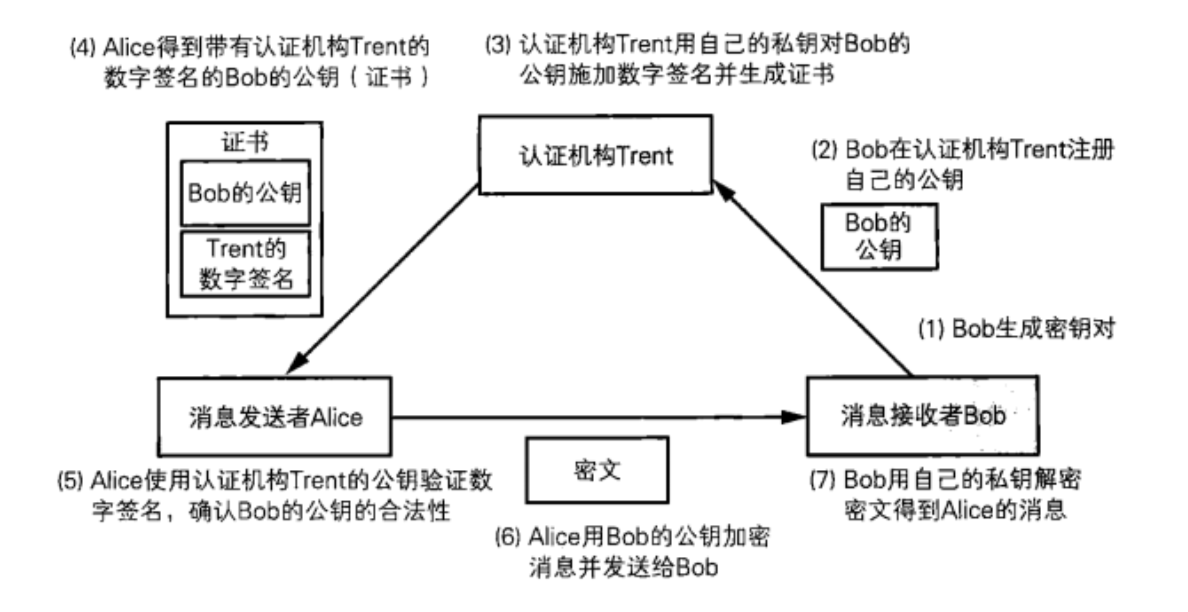 (4) Alice得到带有认证机构Trent的
数字签名的Bob的公钥（证书）
(3) 认证机构Trent用自己的私钥对Bob的
公钥施加数字签名并生成证书
证书
Bob的公钥
Trent的
数字签名
认证机构Trent
(2) Bob在认证机构Trent注册
自己的公钥
Bob的
公钥
(1) Bob生成密钥对
消息发送者Alice
消息接收者Bob
(5) Alice使用认证机构Trent的公钥验证数
字签名，确认Bob的公钥的合法性
密文
(6) Alice用Bob的公钥加密
消息并发送给Bob
(7) Bob用自己的私钥解密
密文得到Alice的消息